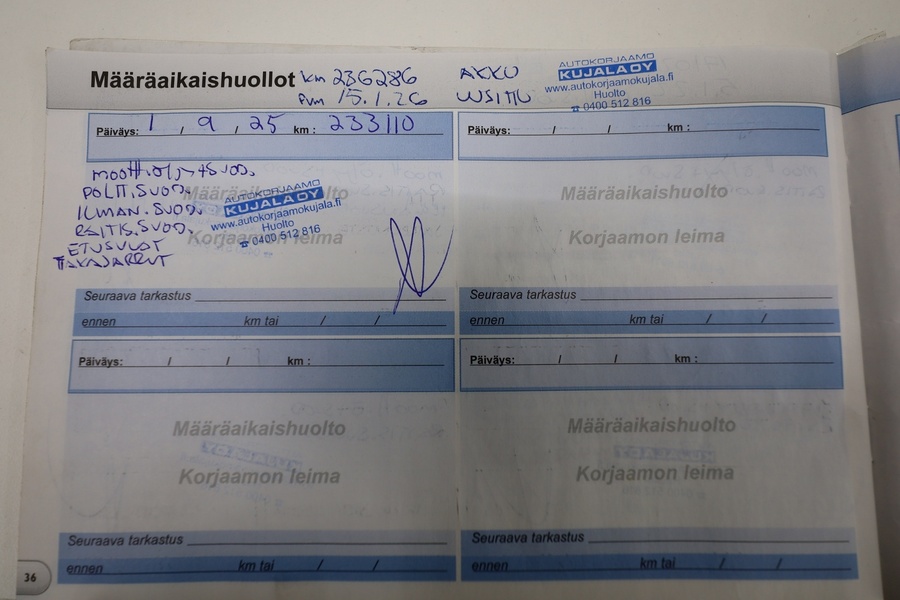 Määräaikaishuollot km 236286 AKKU
pvm 15.1.26 UUSITTU
AUTOKORJAAMO
KUJALA OY
www.autokorjaamokujala.fi
Huolto
☎ 0400 512 816
Päiväys: 1 / 9 / 25 km : 233110
MOOTT.ÖLJY+SUOD.
POLTT.SUOD.
ILMAN.SUOD.
RAITIS.SUOD.
ETUSULAT
TAKAJARRUT
Määräaikaishuolto
Korjaamon leima
AUTOKORJAAMO
KUJALA OY
www.autokorjaamokujala.fi
Huolto
☎ 0400 512 816
Seuraava tarkastus
ennen km tai / /
Päiväys: / / km :
Määräaikaishuolto
Korjaamon leima
Seuraava tarkastus
ennen km tai / /
Päiväys: / / km :
Määräaikaishuolto
Korjaamon leima
Seuraava tarkastus
ennen km tai / /
Päiväys: / / km :
Määräaikaishuolto
Korjaamon leima
Seuraava tarkastus
ennen km tai / /
36